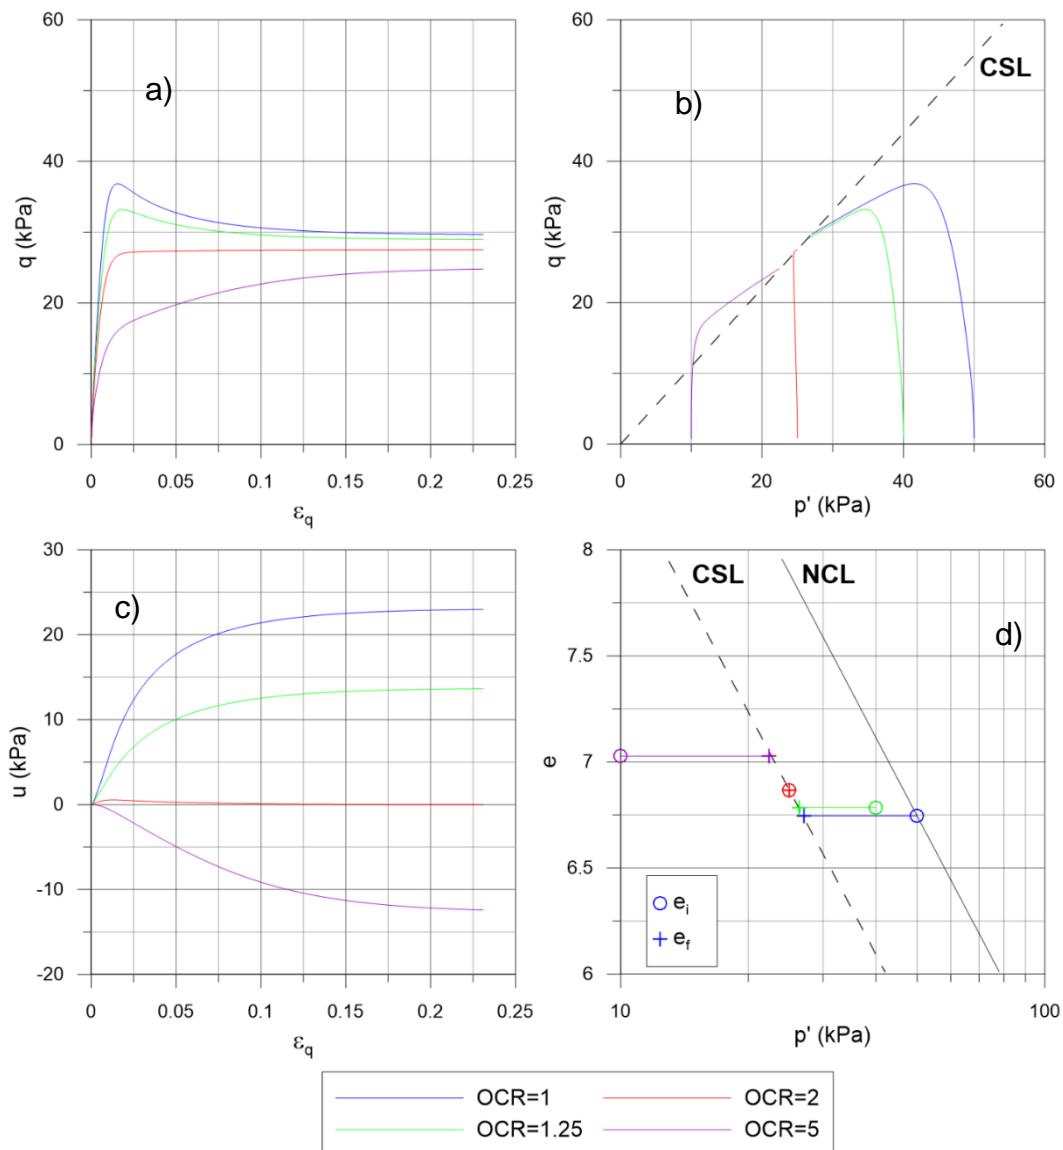 60
40
20
0
q (kPa)
a)
0 0.05 0.1 0.15 0.2 0.25
εq
60
40
20
0
q (kPa)
b)
CSL
0 20 40 60
p' (kPa)
30
20
10
0
-10
-20
u (kPa)
c)
0 0.05 0.1 0.15 0.2 0.25
εq
8
7.5
7
6.5
6
e
CSL NCL
d)
ei
ef
10 100
p' (kPa)
OCR=1 OCR=2
OCR=1.25 OCR=5